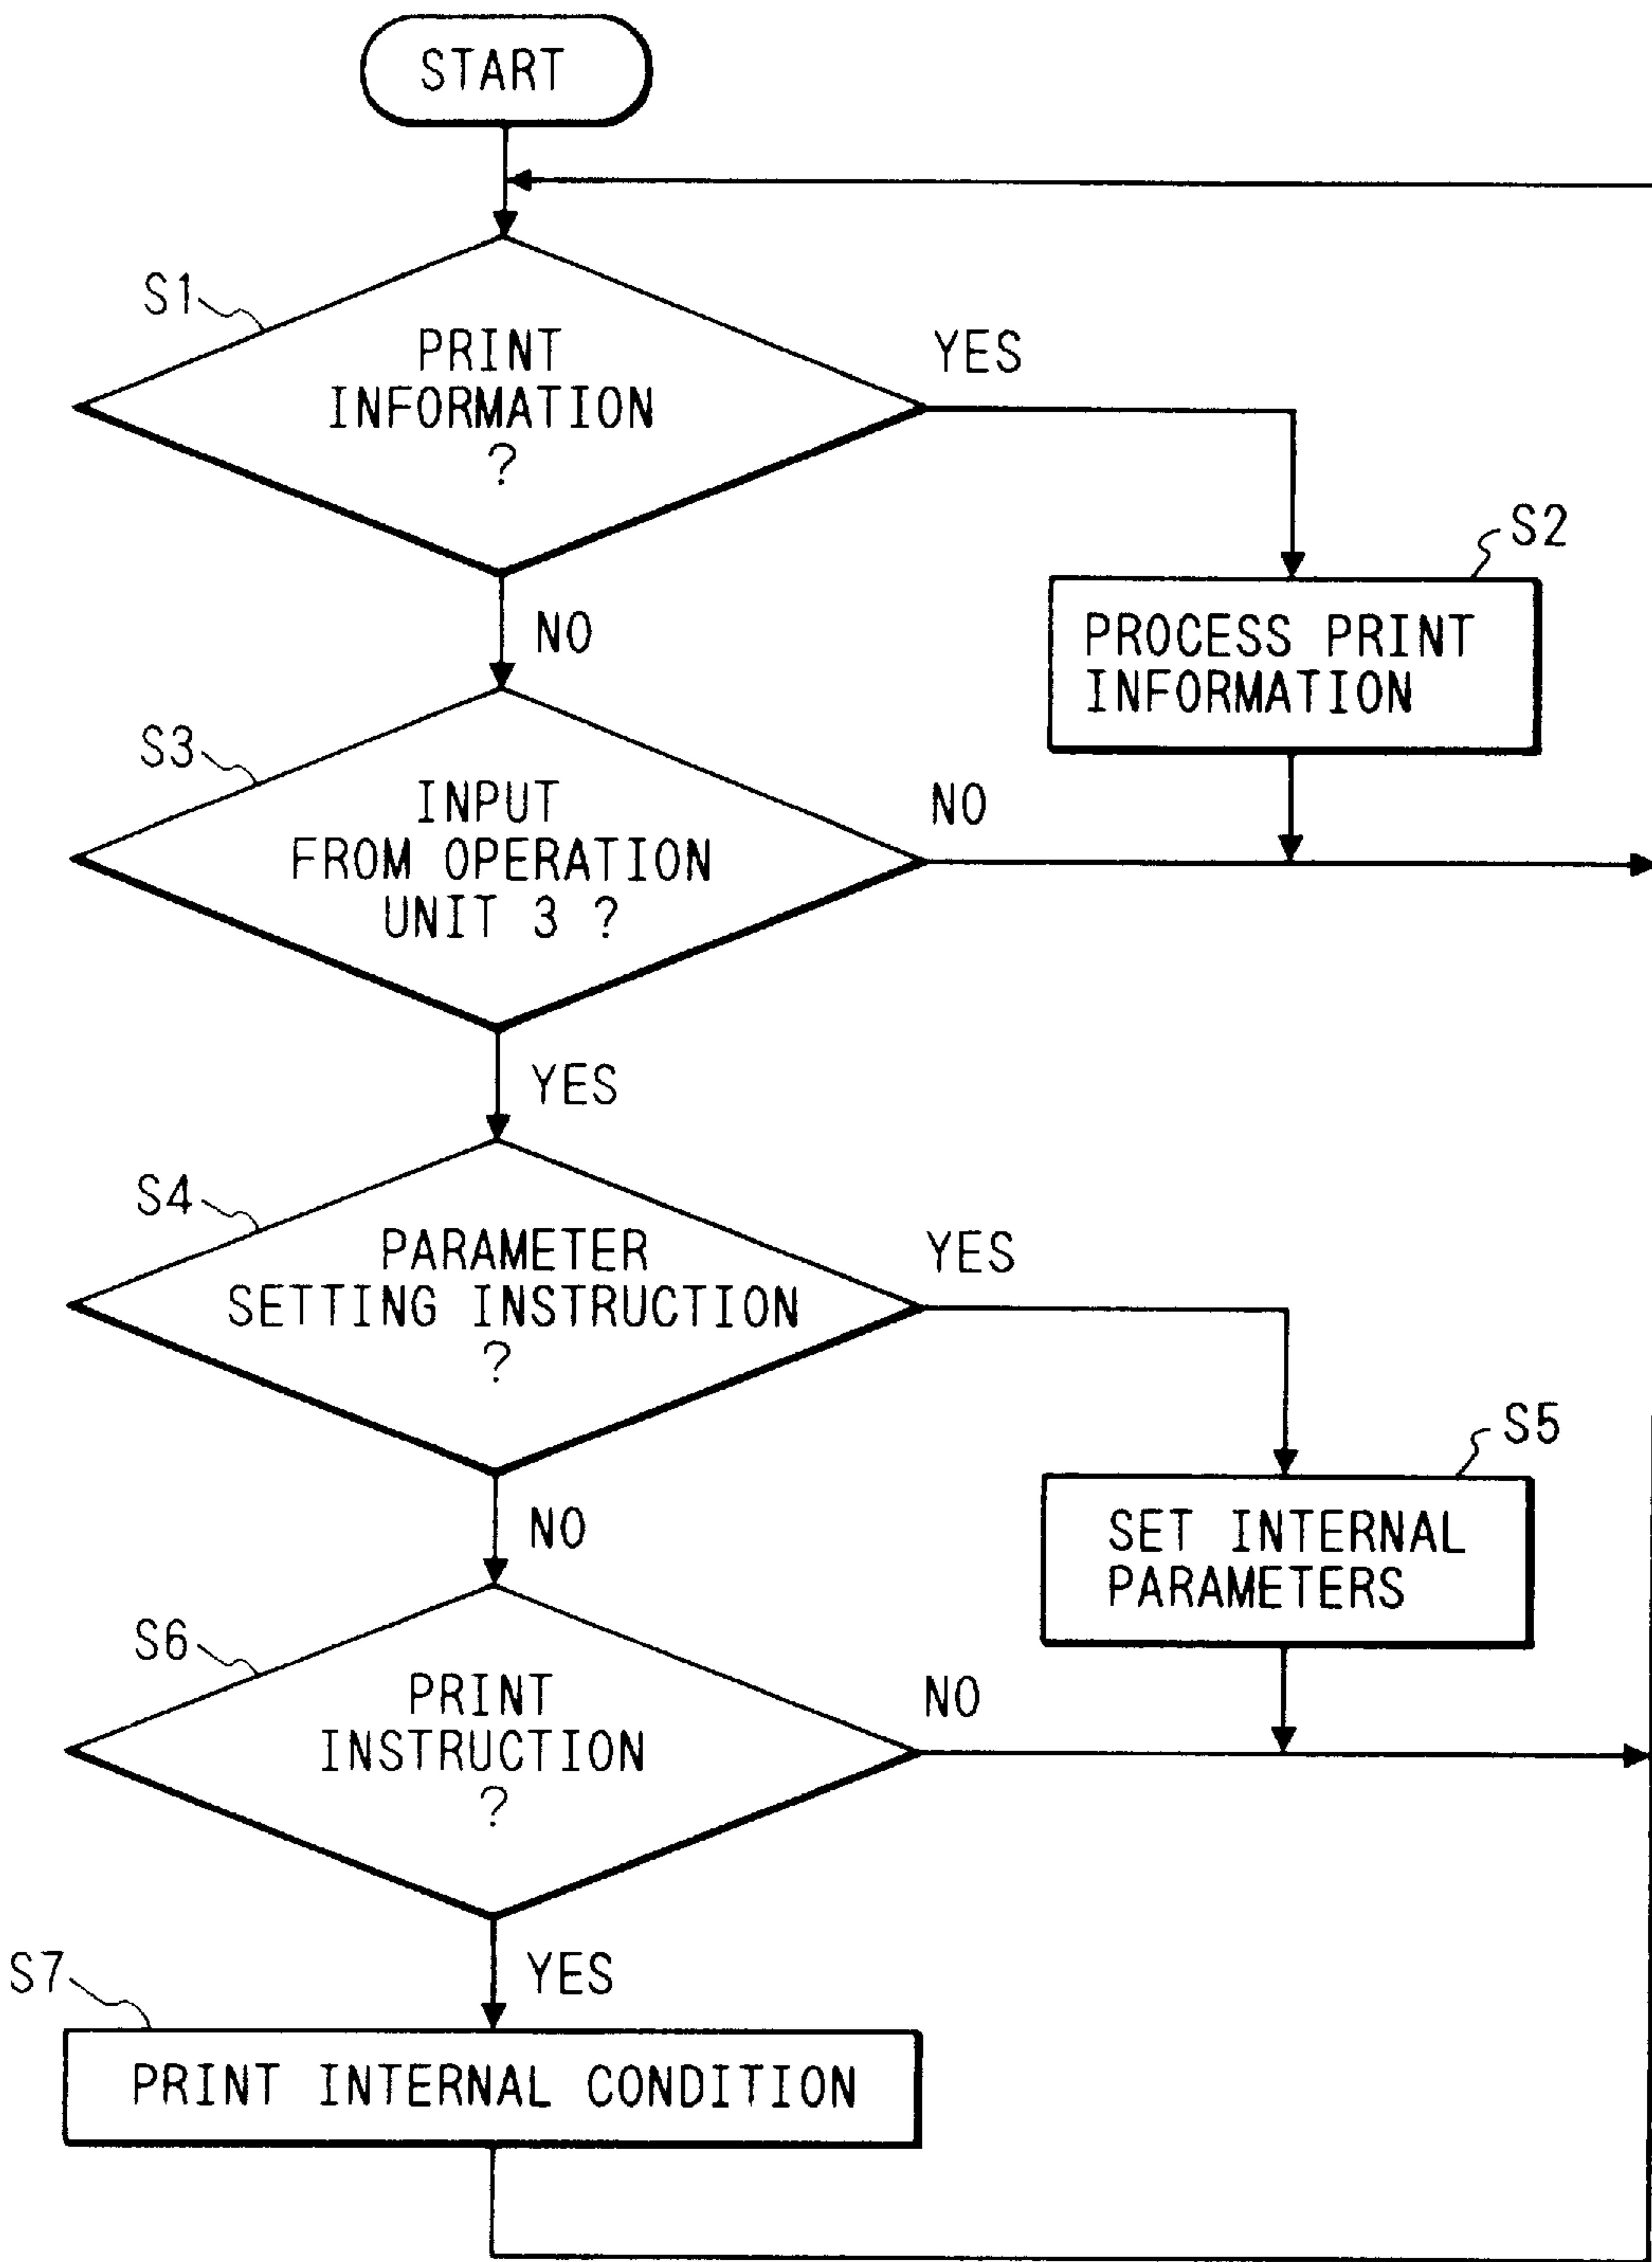 START
S1
PRINT
INFORMATION
?
YES
S2
NO
PROCESS PRINT
INFORMATION
S3
INPUT
FROM OPERATION
UNIT 3 ?
NO
YES
S4
PARAMETER
SETTING INSTRUCTION
?
YES
S5
NO
SET INTERNAL
PARAMETERS
S6
PRINT
INSTRUCTION
?
NO
S7
YES
PRINT INTERNAL CONDITION